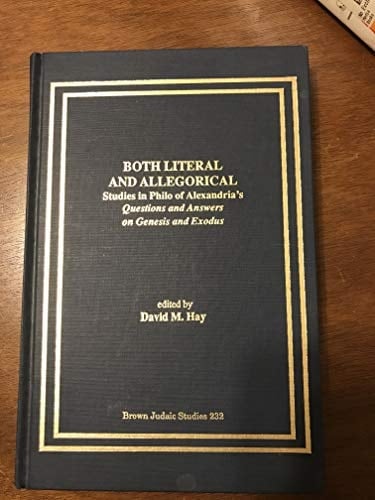 BOTH LITERAL
AND ALLEGORICAL
Studies in Philo of Alexandria's
Questions and Answers
on Genesis and Exodus
edited by
David M. Hay
Brown Judaic Studies 232